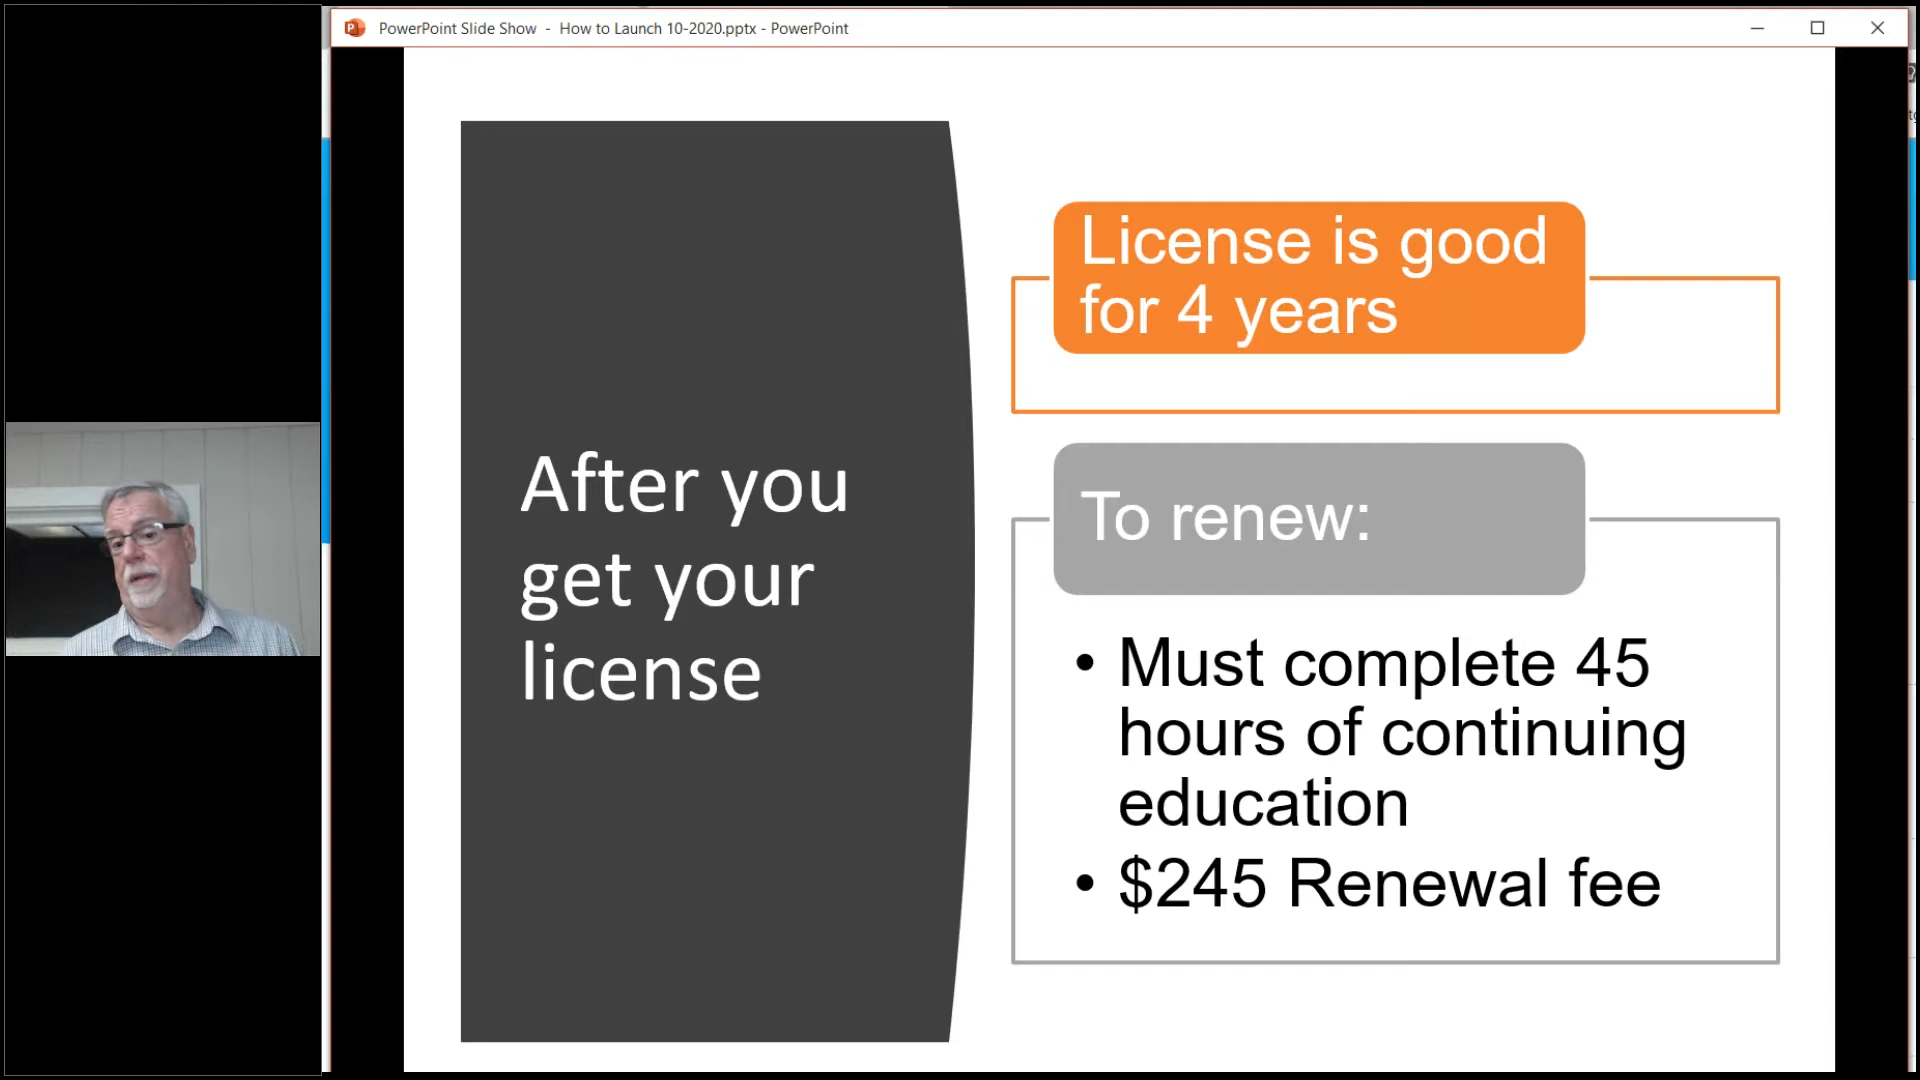 PowerPoint Slide Show - How to Launch 10-2020.pptx - PowerPoint
After you
get your
license
License is good
for 4 years
To renew:
• Must complete 45
hours of continuing
education
• $245 Renewal fee